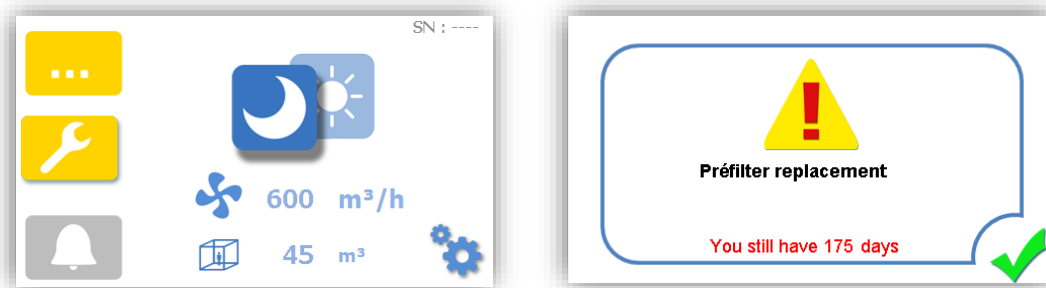 SN : ----
...
600 m³/h
45 m³
Préfilter replacement
You still have 175 days